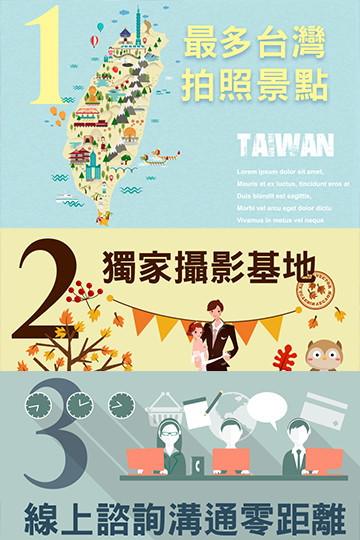 1
最多台灣
拍照景點
TAIWAN
Lorem ipsum dolor sit amet,
Mauris et ex luctus, tincidunt eros at
Duis blandit est sagittis,
Morbi vel arcu eget dolor dictu
Vivamus in metus vel neque
2
獨家攝影基地
3
線上諮詢溝通零距離